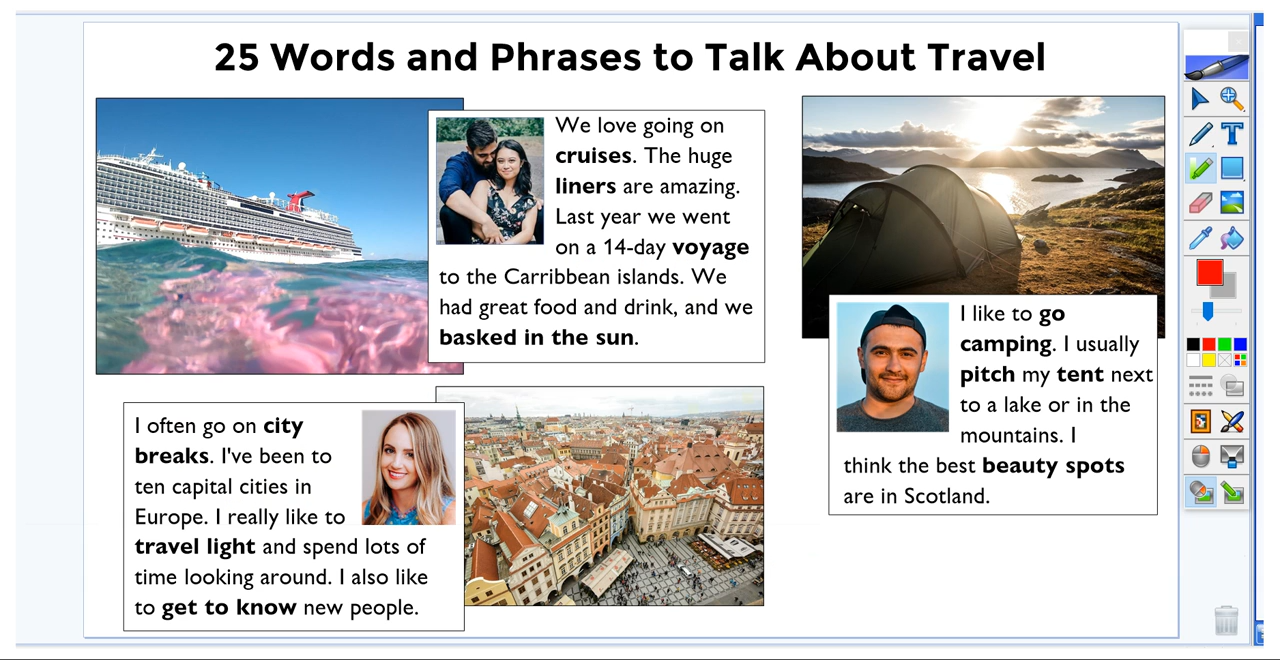 25 Words and Phrases to Talk About Travel
We love going on
cruises. The huge
liners are amazing.
Last year we went
on a 14-day voyage
to the Carribbean islands. We
had great food and drink, and we
basked in the sun.
I like to go
camping. I usually
pitch my tent next
to a lake or in the
mountains. I
think the best beauty spots
are in Scotland.
I often go on city
breaks. I've been to
ten capital cities in
Europe. I really like to
travel light and spend lots of
time looking around. I also like
to get to know new people.